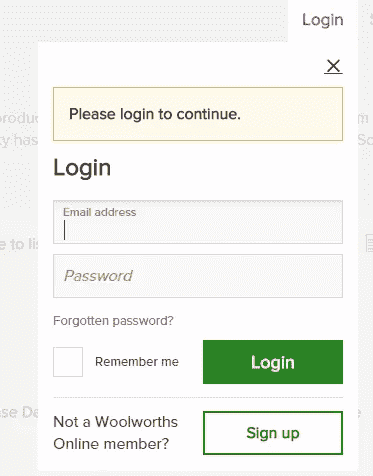 Login
Please login to continue.
Login
Email address
Password
Forgotten password?
Remember me
Login
Not a Woolworths
Online member?
Sign up